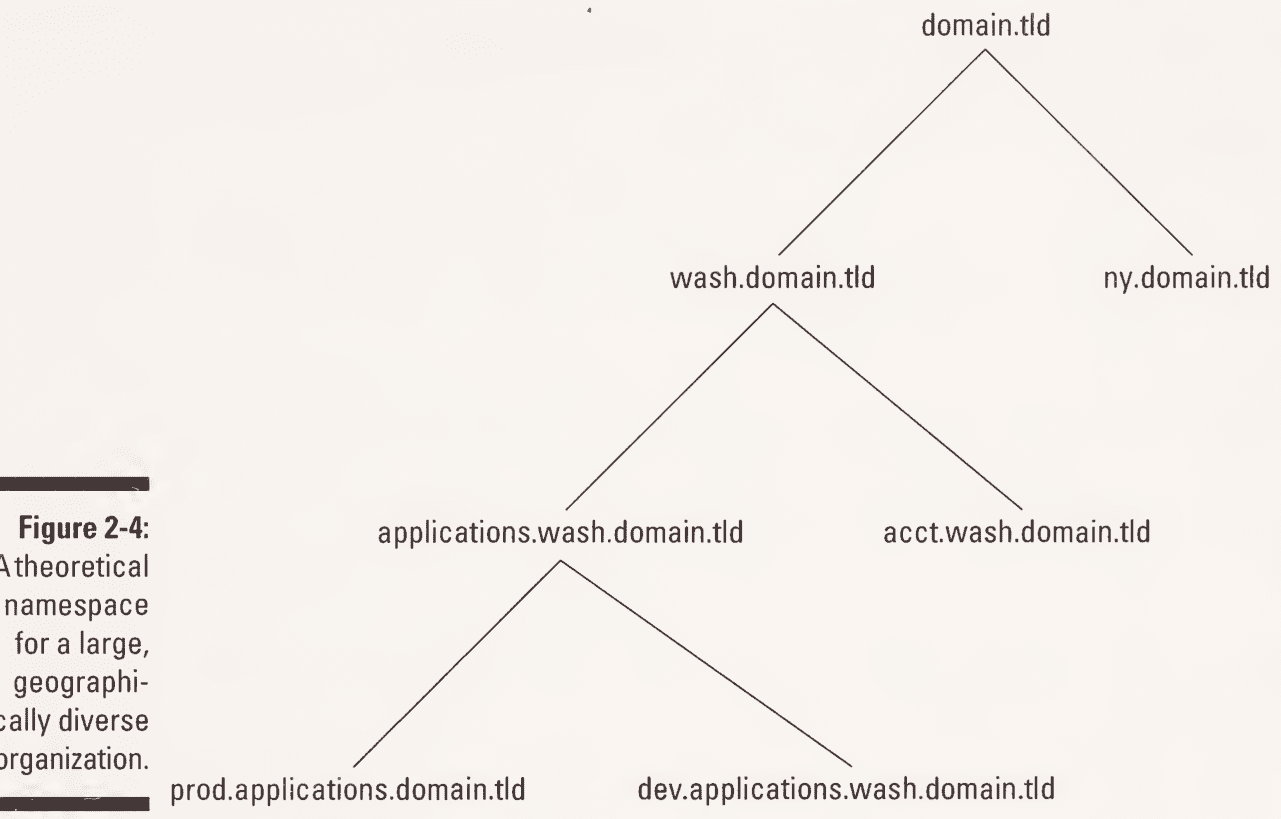 domain.tld
wash.domain.tld
ny.domain.tld
applications.wash.domain.tld
acct.wash.domain.tld
prod.applications.domain.tld
dev.applications.wash.domain.tld
Figure 2-4:
A theoretical
namespace
for a large,
geographi-
cally diverse
organization.